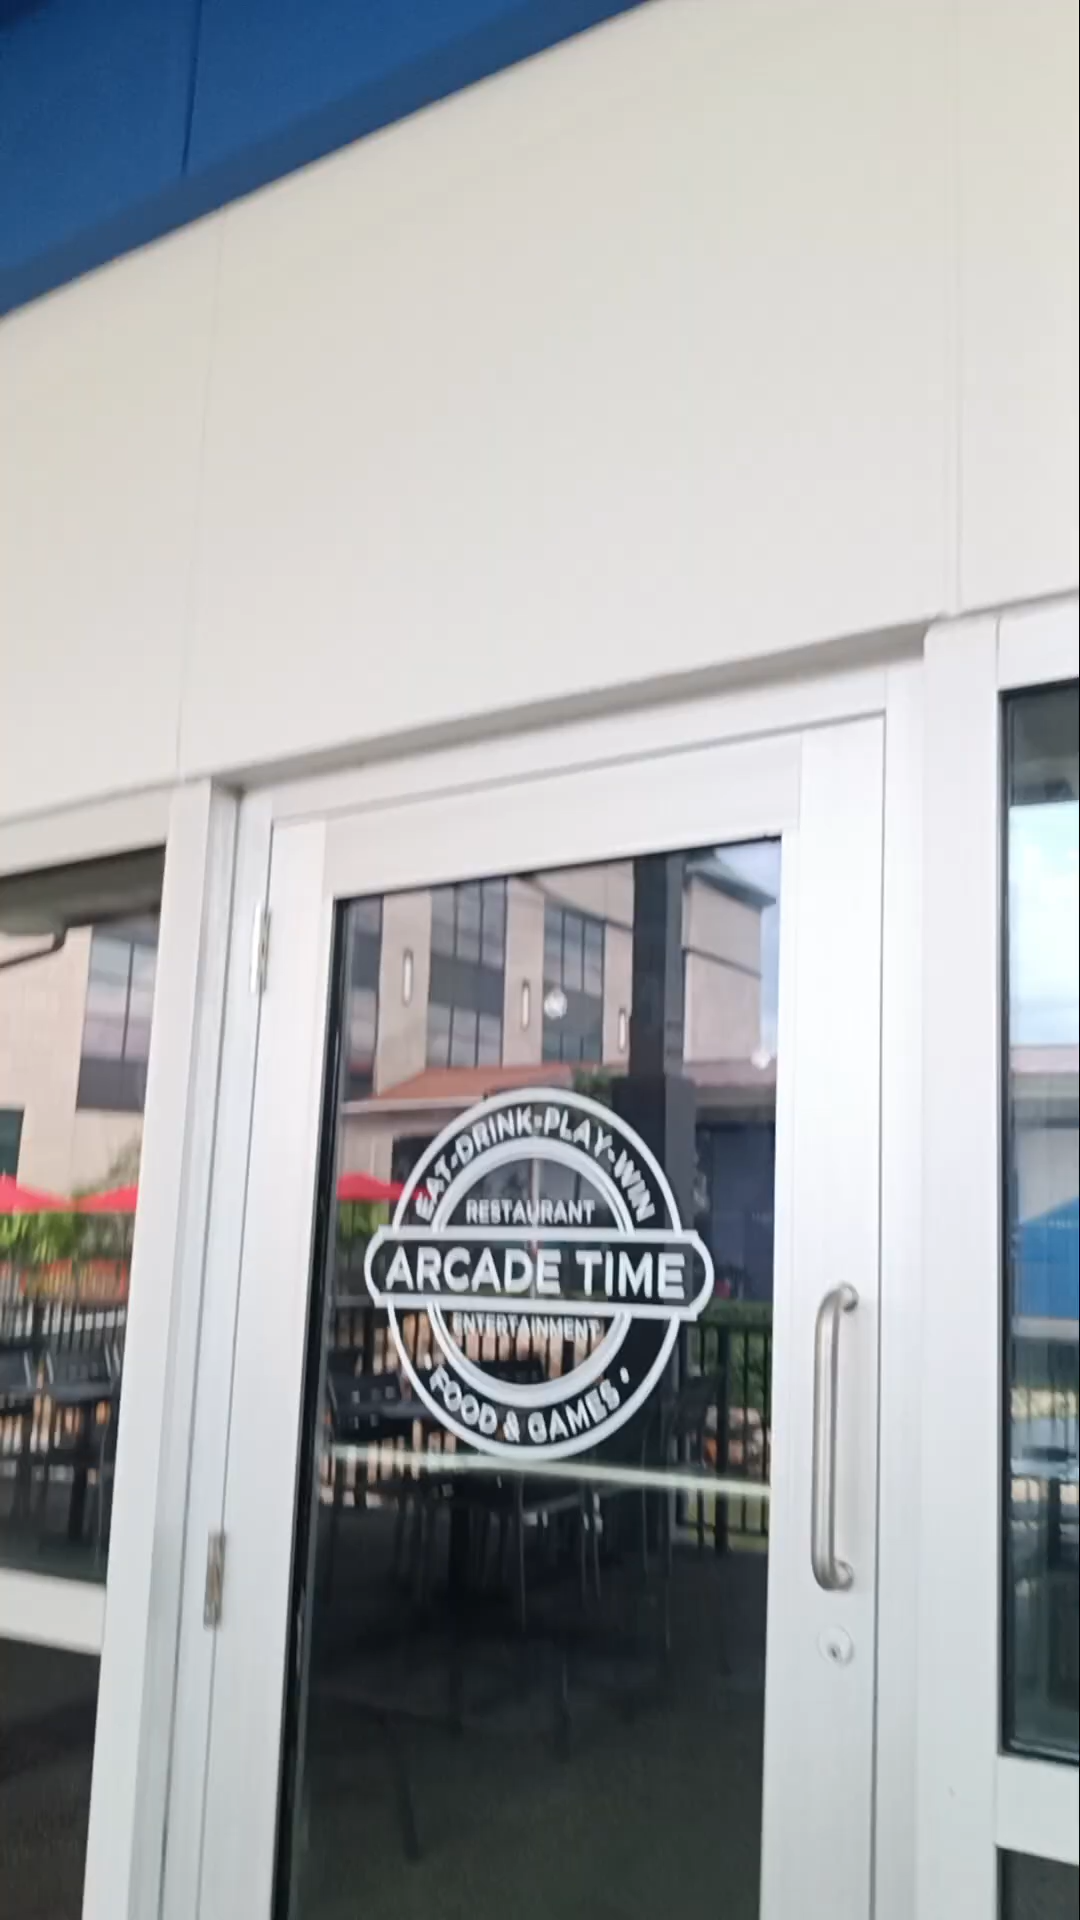 EAT-DRINK-PLAY-WIN
RESTAURANT
ARCADE TIME
ENTERTAINMENT
• FOOD & GAMES •